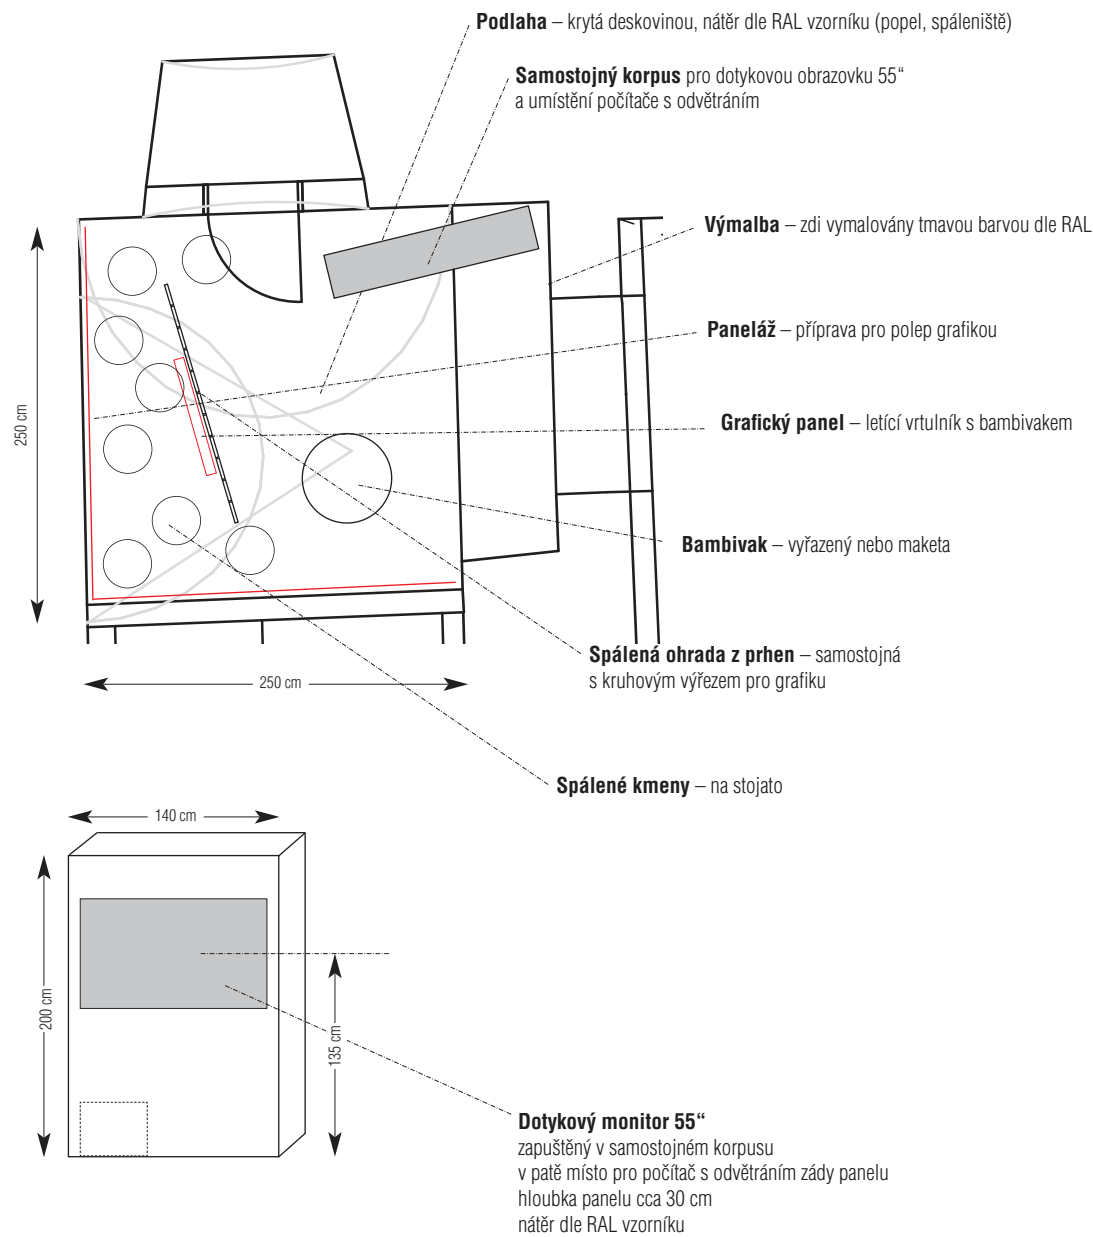 Podlaha – krytá deskovinou, nátěr dle RAL vzorníku (popel, spáleniště)
Samostojný korpus pro dotykovou obrazovku 55“
a umístění počítače s odvětráním
Výmalba – zdi vymalovány tmavou barvou dle RAL
Paneláž – příprava pro polep grafikou
250 cm
Grafický panel – letící vrtulník s bambivakem
Bambivak – vyřazený nebo maketa
Spálená ohrada z prhen – samostojná
s kruhovým výřezem pro grafiku
250 cm
Spálené kmeny – na stojato
140 cm
200 cm
135 cm
Dotykový monitor 55“
zapuštěný v samostojném korpusu
v patě místo pro počítač s odvětráním zády panelu
hloubka panelu cca 30 cm
nátěr dle RAL vzorníku